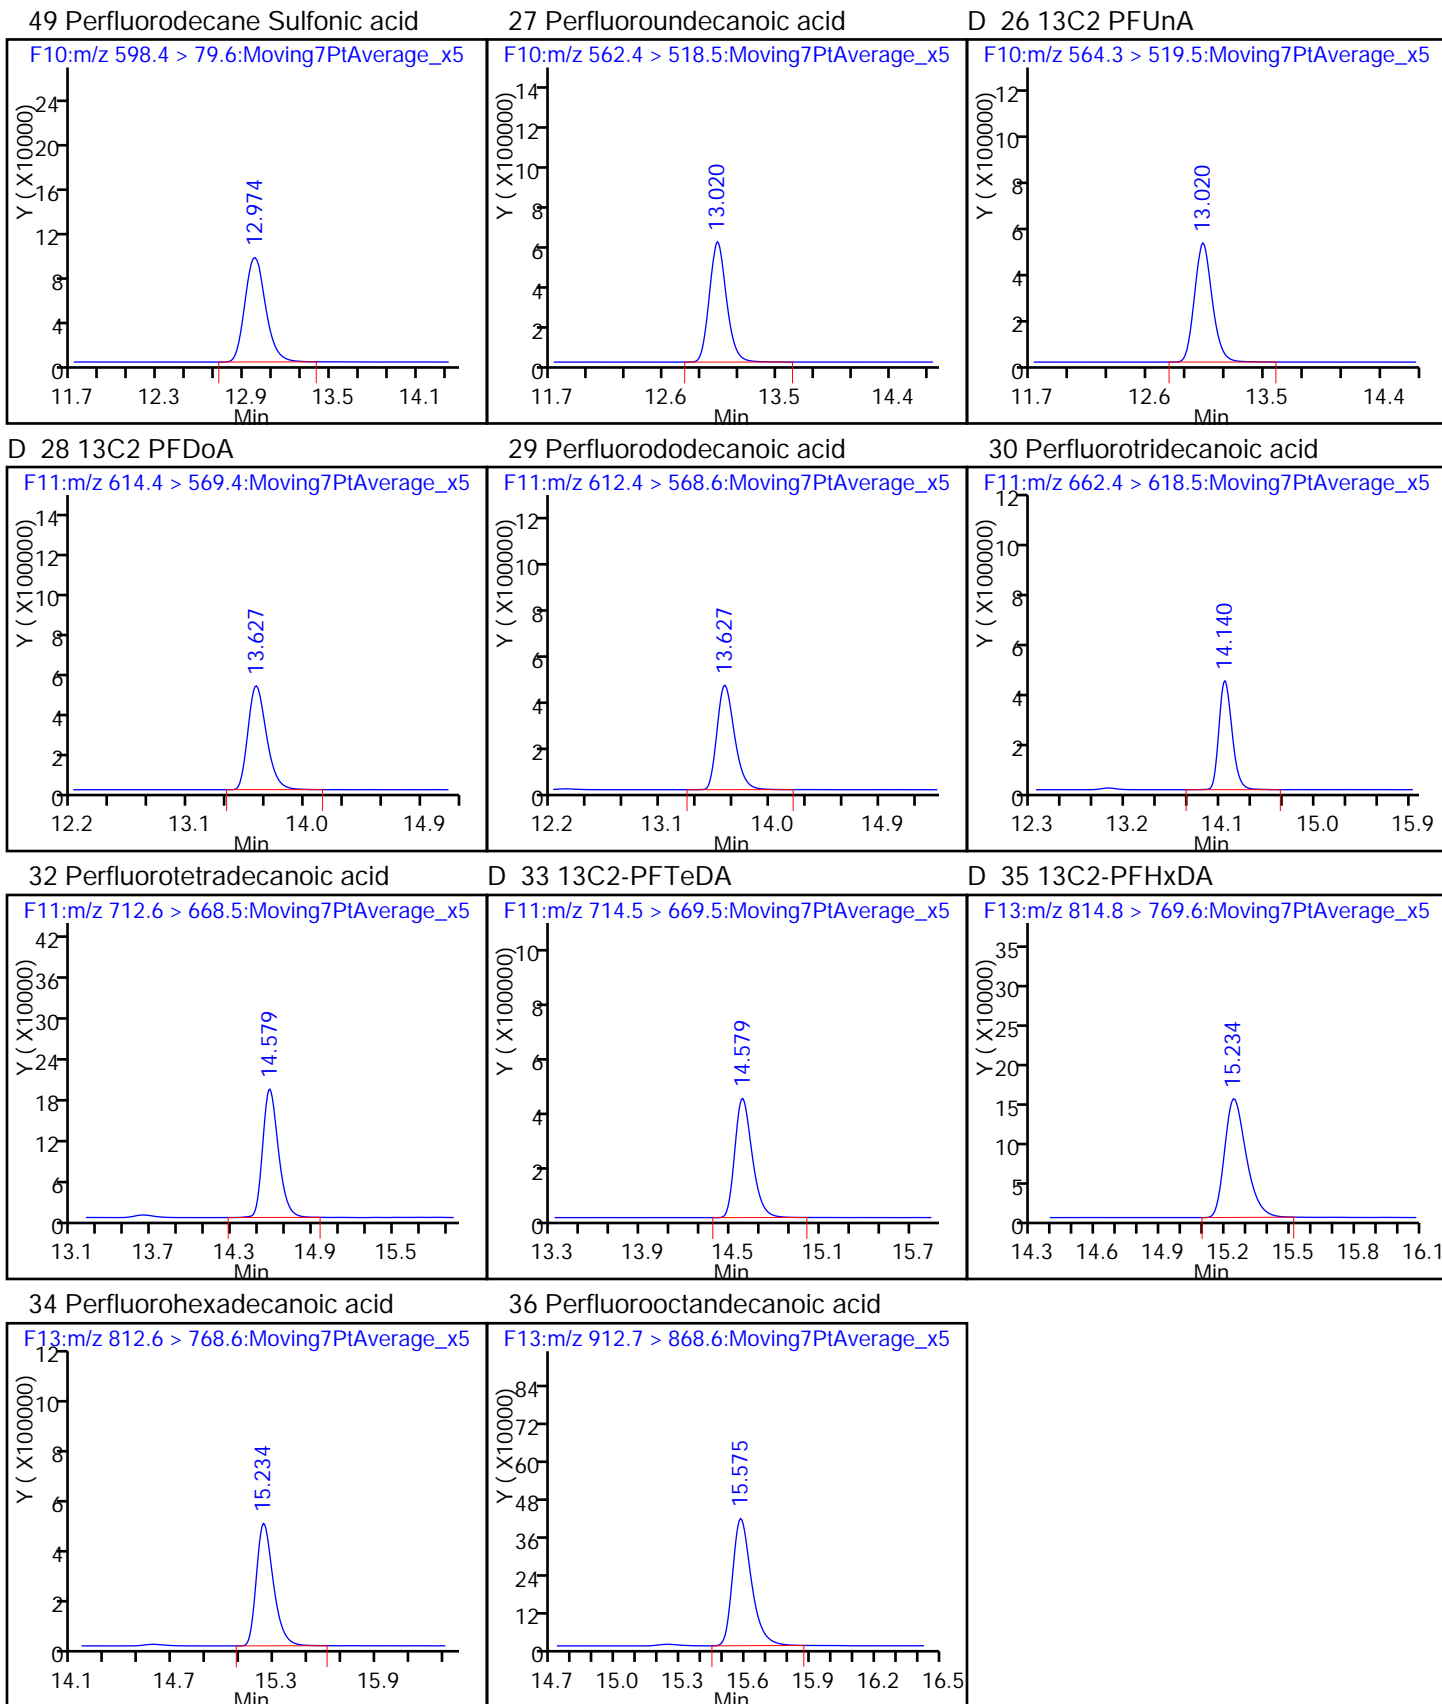 49 Perfluorodecane Sulfonic acid
F10:m/z 598.4 > 79.6:Moving7PtAverage_x5
Y ( X100000)
24
20
16
12
8
4
0
12.974
11.7 12.3 12.9 13.5 14.1
Min
27 Perfluoroundecanoic acid
F10:m/z 562.4 > 518.5:Moving7PtAverage_x5
Y ( X100000)
14
12
10
8
6
4
2
0
13.020
11.7 12.6 13.5 14.4
Min
D 26 13C2 PFUnA
F10:m/z 564.3 > 519.5:Moving7PtAverage_x5
Y ( X100000)
12
10
8
6
4
2
0
13.020
11.7 12.6 13.5 14.4
Min
D 28 13C2 PFDoA
F11:m/z 614.4 > 569.4:Moving7PtAverage_x5
Y ( X100000)
14
12
10
8
6
4
2
0
13.627
12.2 13.1 14.0 14.9
Min
29 Perfluorododecanoic acid
F11:m/z 612.4 > 568.6:Moving7PtAverage_x5
Y ( X100000)
12
10
8
6
4
2
0
13.627
12.2 13.1 14.0 14.9
Min
30 Perfluorotridecanoic acid
F11:m/z 662.4 > 618.5:Moving7PtAverage_x5
Y ( X100000)
12
10
8
6
4
2
0
14.140
12.3 13.2 14.1 15.0 15.9
Min
32 Perfluorotetradecanoic acid
F11:m/z 712.6 > 668.5:Moving7PtAverage_x5
Y ( X10000)
42
36
30
24
18
12
6
0
14.579
13.1 13.7 14.3 14.9 15.5
Min
D 33 13C2-PFTeDA
F11:m/z 714.5 > 669.5:Moving7PtAverage_x5
Y ( X100000)
10
8
6
4
2
0
14.579
13.3 13.9 14.5 15.1 15.7
Min
D 35 13C2-PFHxDA
F13:m/z 814.8 > 769.6:Moving7PtAverage_x5
Y ( X10000)
35
30
25
20
15
10
5
0
15.234
14.3 14.6 14.9 15.2 15.5 15.8 16.1
Min
34 Perfluorohexadecanoic acid
F13:m/z 812.6 > 768.6:Moving7PtAverage_x5
Y ( X100000)
12
10
8
6
4
2
0
15.234
14.1 14.7 15.3 15.9
Min
36 Perfluorooctandecanoic acid
F13:m/z 912.7 > 868.6:Moving7PtAverage_x5
Y ( X10000)
84
72
60
48
36
24
12
0
15.575
14.7 15.0 15.3 15.6 15.9 16.2 16.5
Min